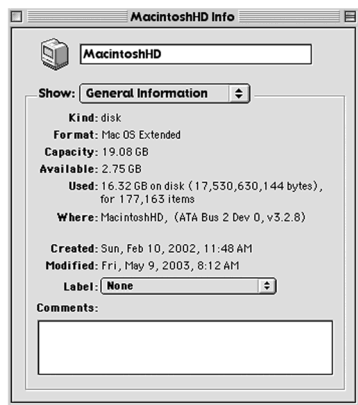 MacintoshHD Info
MacintoshHD
Show: General Information
Kind: disk
Format: Mac OS Extended
Capacity: 19.08 GB
Available: 2.75 GB
Used: 16.32 GB on disk (17,530,630,144 bytes),
for 177,163 items
Where: MacintoshHD, (ATA Bus 2 Dev 0, v3.2.8)
Created: Sun, Feb 10, 2002, 11:48 AM
Modified: Fri, May 9, 2003, 8:12 AM
Label: None
Comments: